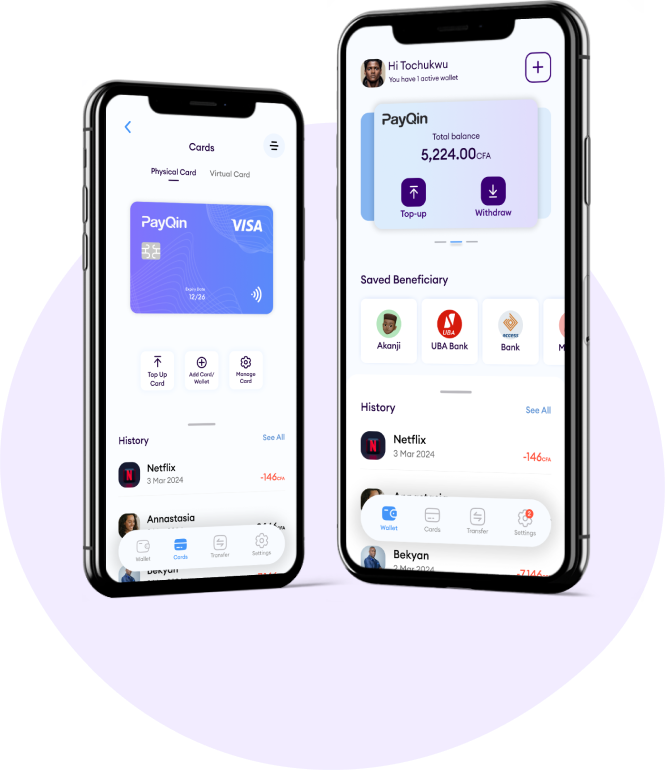 Cards
Physical Card
Virtual Card
PayQin
VISA
Expire Date
12/26
Top Up
Card
Add Card/
Wallet
Manage
Card
History
See All
Netflix
3 Mar 2024
-146CFA
Annastasia
Bekyan
Wallet
Cards
Transfer
Settings
Hi Tochukwu
You have 1 active wallet
PayQin
Total balance
5,224.00CFA
Top-up
Withdraw
Saved Beneficiary
Akanji
UBA
UBA Bank
ACCESS
Bank
M
History
See All
N
Netflix
3 Mar 2024
-146CFA
Annastasia
2
Wallet
Cards
Transfer
Settings
Bekyan
3 Mar 2024
-7,146